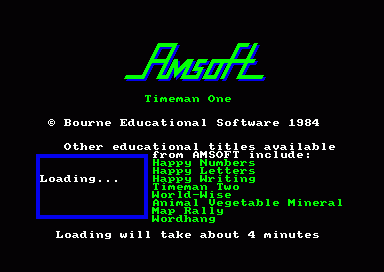 Amsoft
Timeman One
© Bourne Educational Software 1984
Other educational titles available
from AMSOFT include:
Happy Numbers
Happy Letters
Happy Writing
Timeman Two
World-Wise
Animal Vegetable Mineral
Map Rally
Wordhang
Loading...
Loading will take about 4 minutes